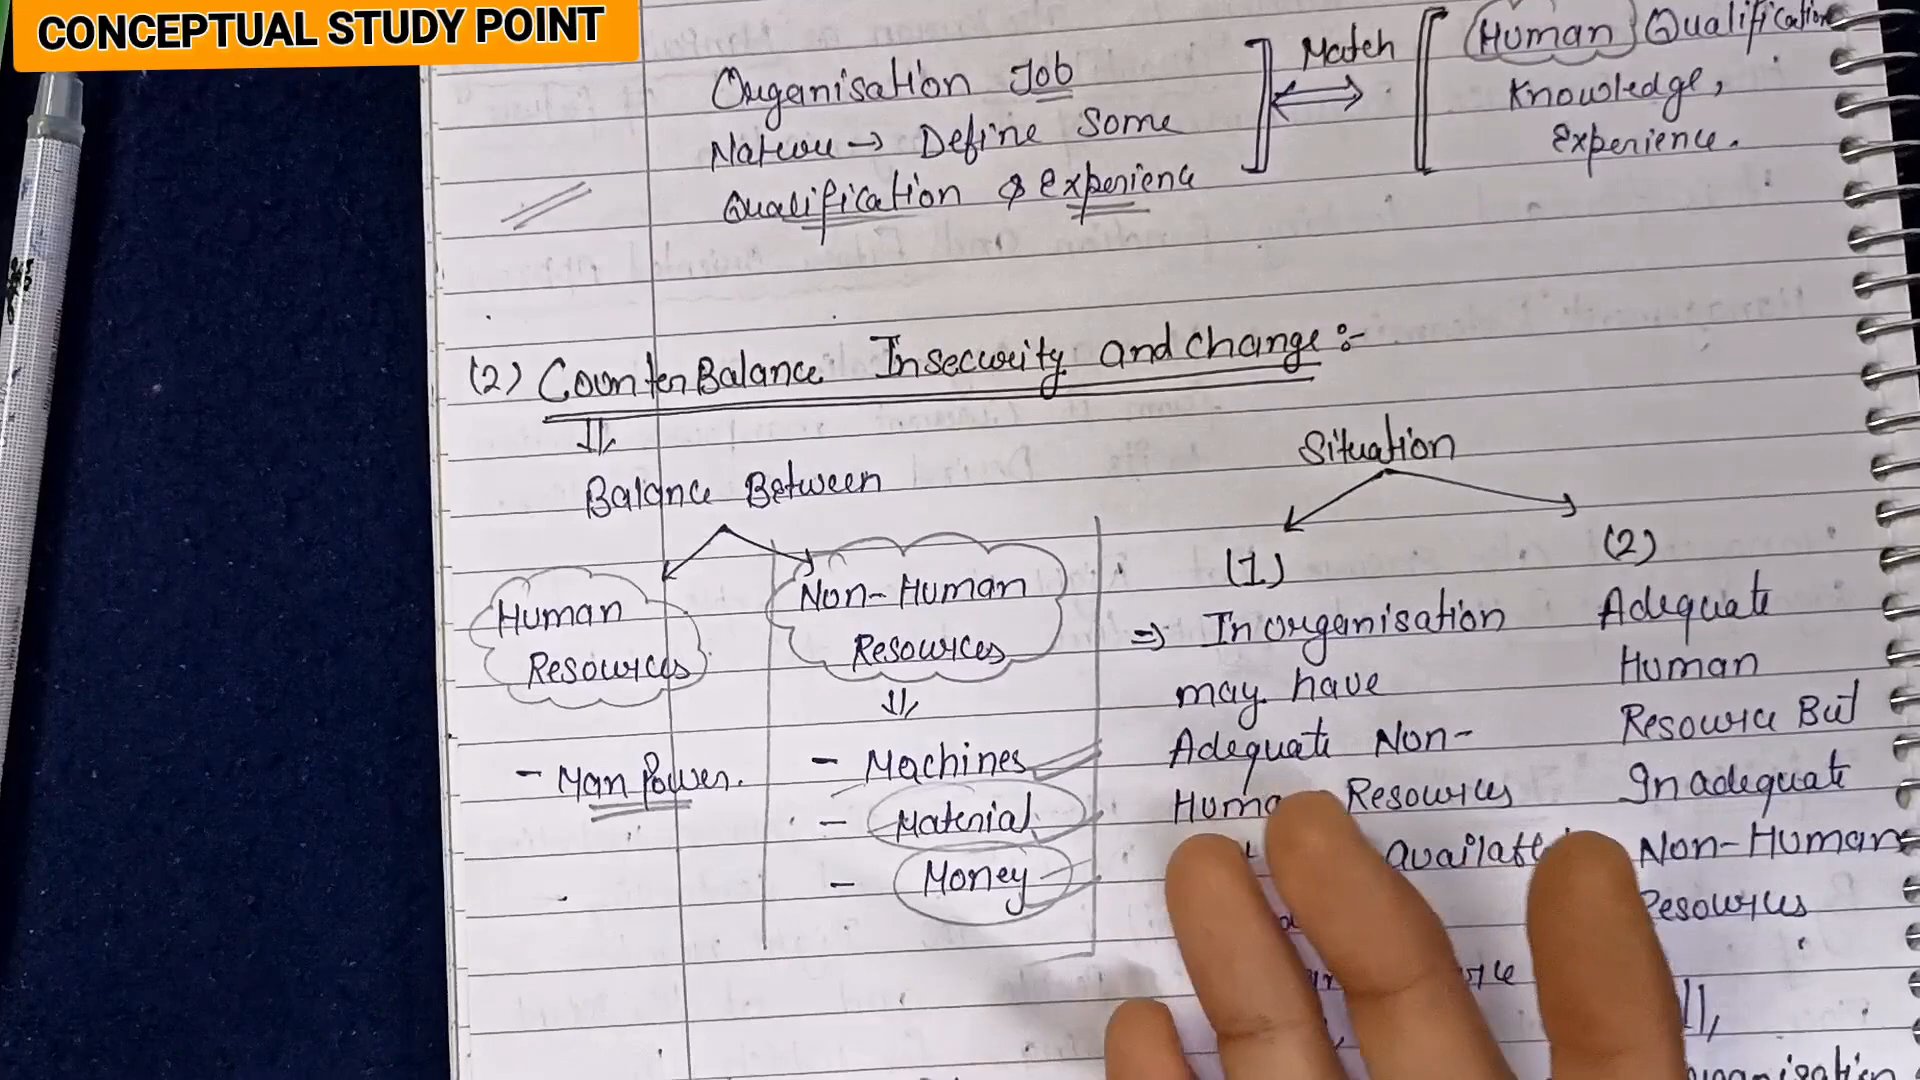 CONCEPTUAL STUDY POINT
Organisation Job
Nature → Define Some
Qualification & experience
Match
(Human) Qualification
Knowledge,
experience.
(2) Counter Balance Insecurity and change :-
Balance Between
Human
Resources
- Man Power.
Non-Human
Resources
- Machines
- Material
- Money
Situation
(1)
⇒ In organisation
may have
Adequate Non-
Resources
(2)
Adequate
Human
Resource But
Inadequate
Non-Human
Resources